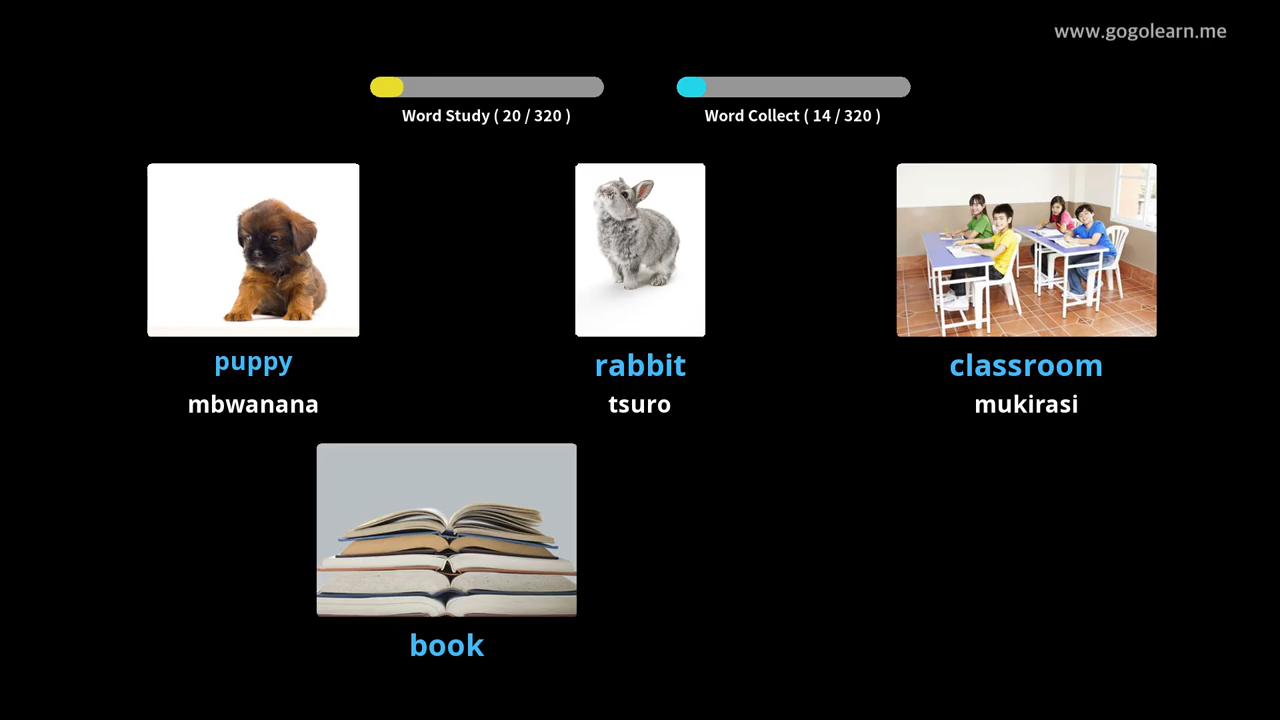 www.gogolearn.me
Word Study ( 20 / 320 )
Word Collect ( 14 / 320 )
puppy
rabbit
classroom
mbwanana
tsuro
mukirasi
book